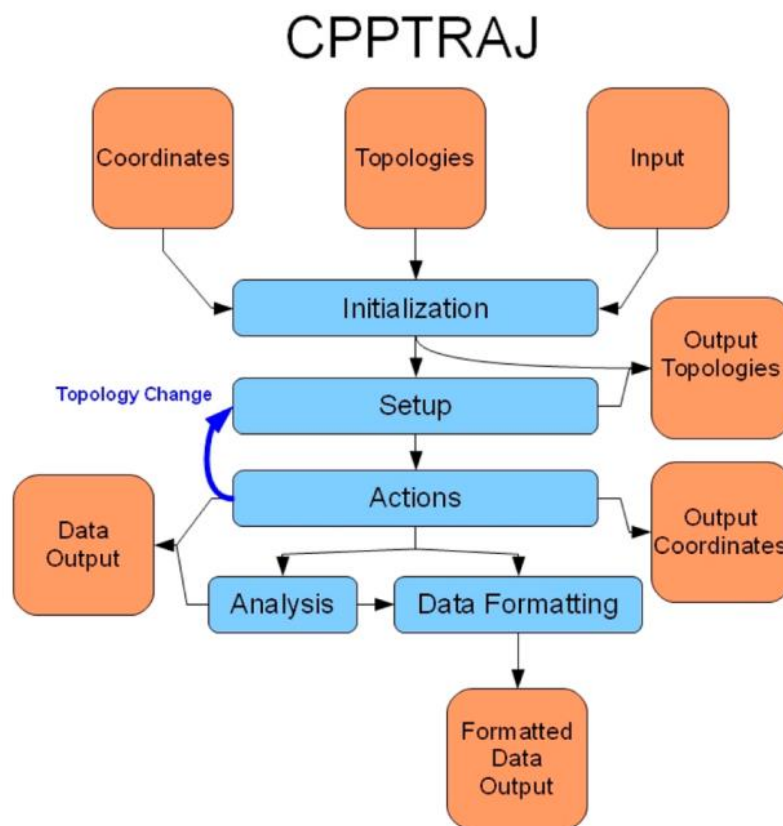 CPPTRAJ
Coordinates
Topologies
Input
Initialization
Output
Topologies
Topology Change
Setup
Actions
Data
Output
Output
Coordinates
Analysis
Data Formatting
Formatted
Data
Output